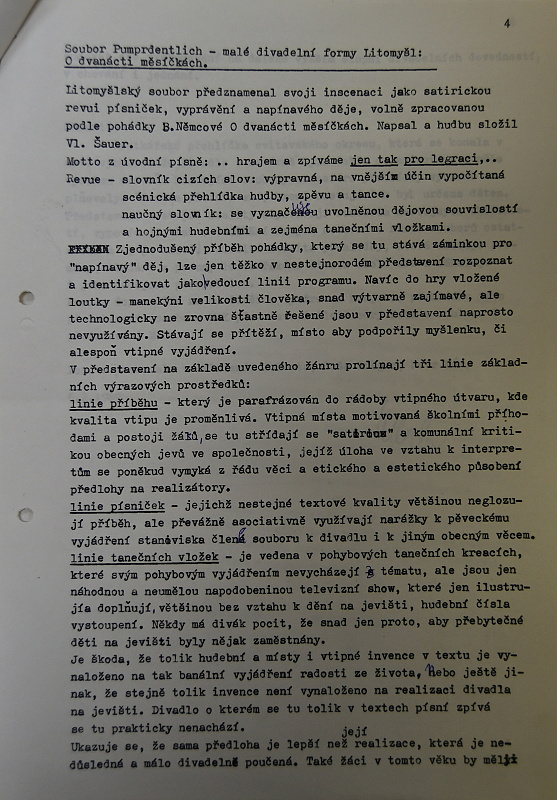 4
Soubor Pumprdentlich - malé divadelní formy Litomyšl:
O dvanácti měsíčkách.
Litomyšlský soubor předznamenal svoji inscenaci jako satirickou
revui písniček, vyprávění a napínavého děje, volně zpracovanou
podle pohádky B.Němcové O dvanácti měsíčkách. Napsal a hudbu složil
Vl. Šauer.
Motto z úvodní písně: .. hrajem a zpíváme jen tak pro legraci,..
Revue - slovník cizích slov: výpravná, na vnějším účin vypočítaná
scénická přehlídka hudby, zpěvu a tance.
naučný slovník: se vyznačenou uvolněnou dějovou souvislostí
a hojnými hudebními a zejména tanečními vložkami.
Zjednodušený příběh pohádky, který se tu stává záminkou pro
"napínavý" děj, lze jen těžko v nestejnorodém představení rozpoznat
a identifikovat jako vedoucí linii programu. Navíc do hry vložené
loutky - manekýni velikosti člověka, snad výtvarně zajímavé, ale
technologicky ne zrovna šťastně řešené jsou v představení naprosto
nevyužívány. Stávají se přítěží, místo aby podpořily myšlenku, či
alespoň vtipné vyjádření.
V představení na základě uvedeného žánru prolínají tři linie základ-
ních výrazových prostředků:
linie příběhu - který je parafrázován do rádoby vtipného útvaru, kde
kvalita vtipu je proměnlivá. Vtipná místa motivovaná školními přího-
dami a postoji žáků,se tu střídají se "satirou" a komunální kriti-
kou obecných jevů ve společnosti, jejíž úloha ve vztahu k interpre-
tům se poněkud vymyká z řádu věci a etického a estetického působení
předlohy na realizátory.
linie písniček - jejichž nestejné textové kvality většinou neglozu-
jí příběh, ale převážně asociativně využívají narážky k pěveckému
vyjádření stanoviska členů souboru k divadlu i k jiným obecným věcem.
linie tanečních vložek - je vedena v pohybových tanečních kreacích,
které svým pohybovým vyjádřením nevycházejí z tématu, ale jsou jen
náhodnou a neumělou napodobeninou televizní show, které jen ilustru-
jía doplňují,většinou bez vztahu k dění na jevišti, hudební čísla
vystoupení. Někdy má divák pocit, že snad jen proto, aby přebytečné
děti na jevišti byly nějak zaměstnány.
Je škoda, že tolik hudební a místy i vtipné invence v textu je vy-
naloženo na tak banální vyjádření radosti ze života, Nebo ještě ji-
nak, že stejně tolik invence není vynaloženo na realizaci divadla
na jevišti. Divadlo o kterém se tu tolik v textech písní zpívá
se tu prakticky nenachází.
její
Ukazuje se, že sama předloha je lepší než realizace, která je ne-
důsledná a málo divadelně poučená. Také žáci v tomto věku by měli